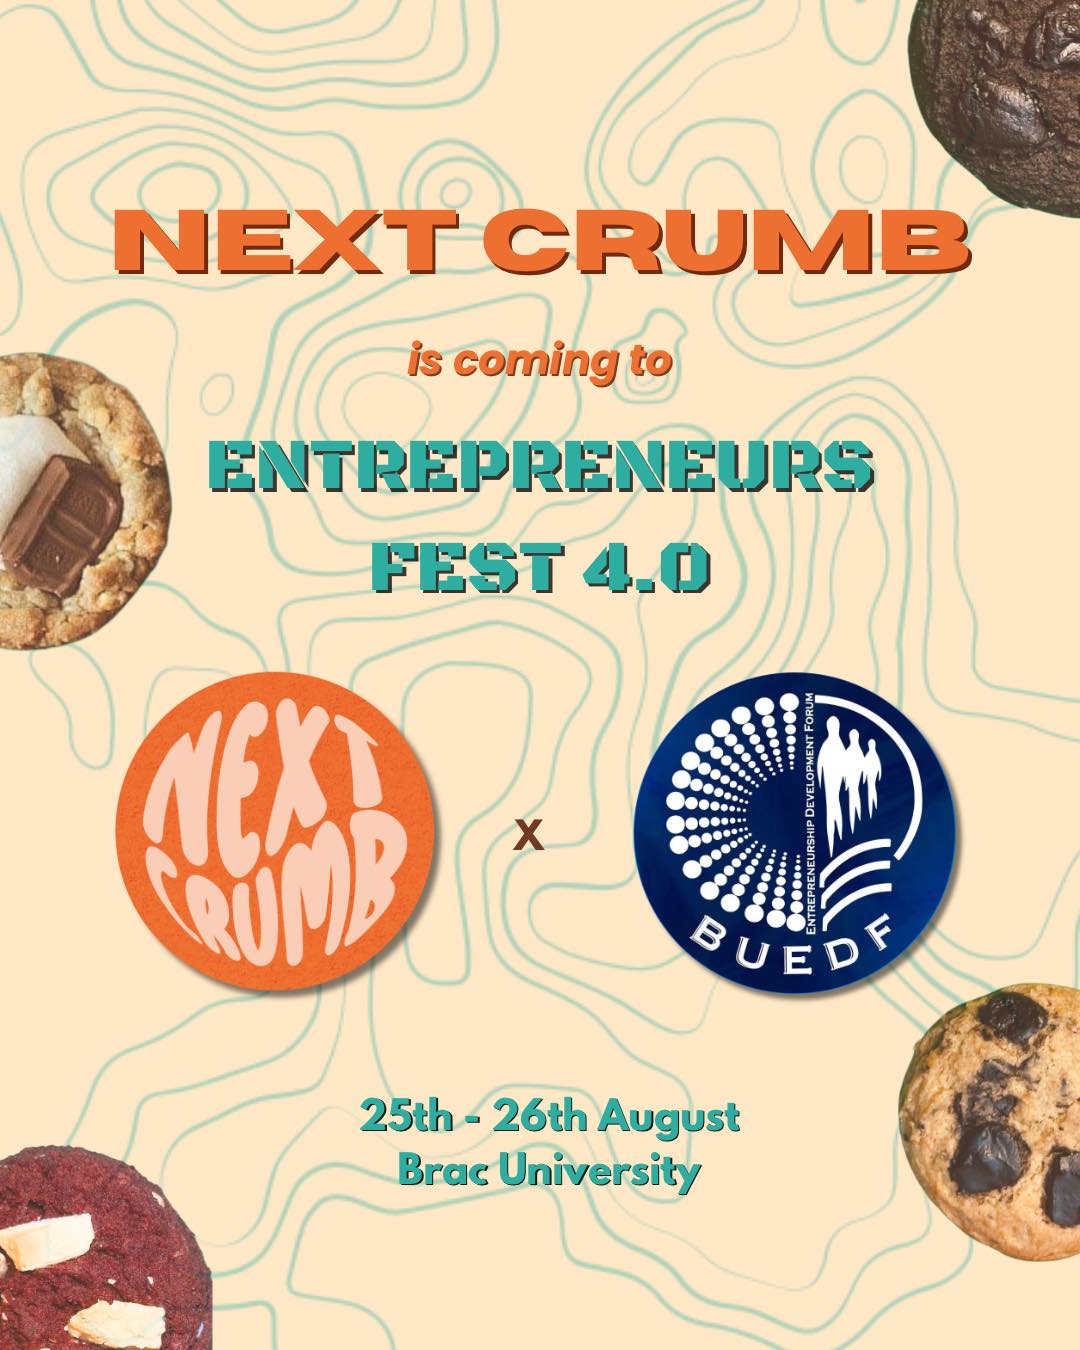 NEXT CRUMB
is coming to
ENTREPRENEURS
FEST 4.0
NEXT
CRUMB
x
ENTREPRENEURSHIP DEVELOPMENT FORUM
BUEDF
25th - 26th August
Brac University